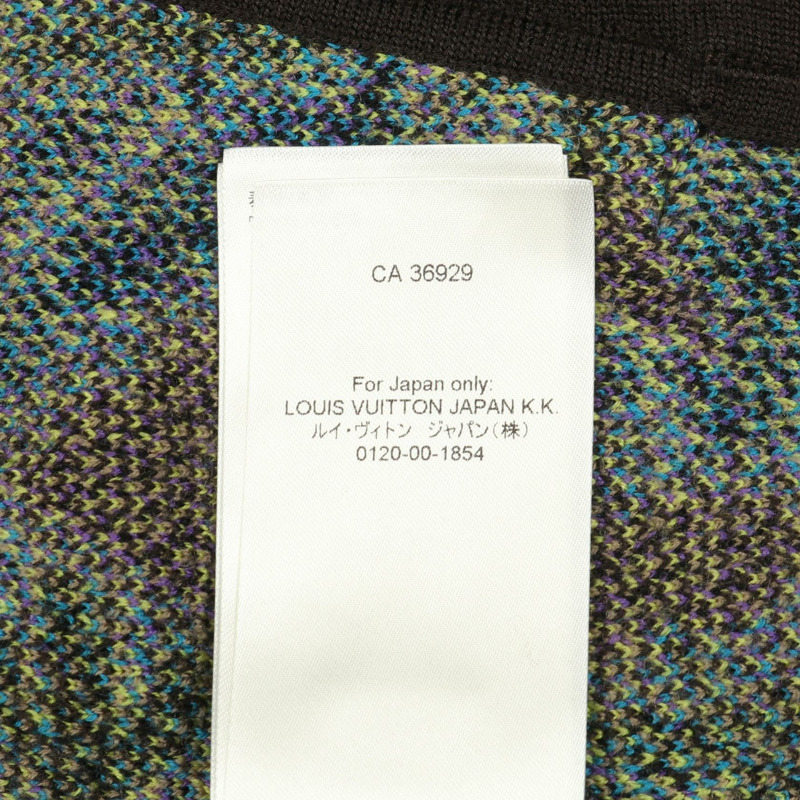 CA 36929
For Japan only:
LOUIS VUITTON JAPAN K.K.
ルイ・ヴィトン　ジャパン（株）
0120-00-1854